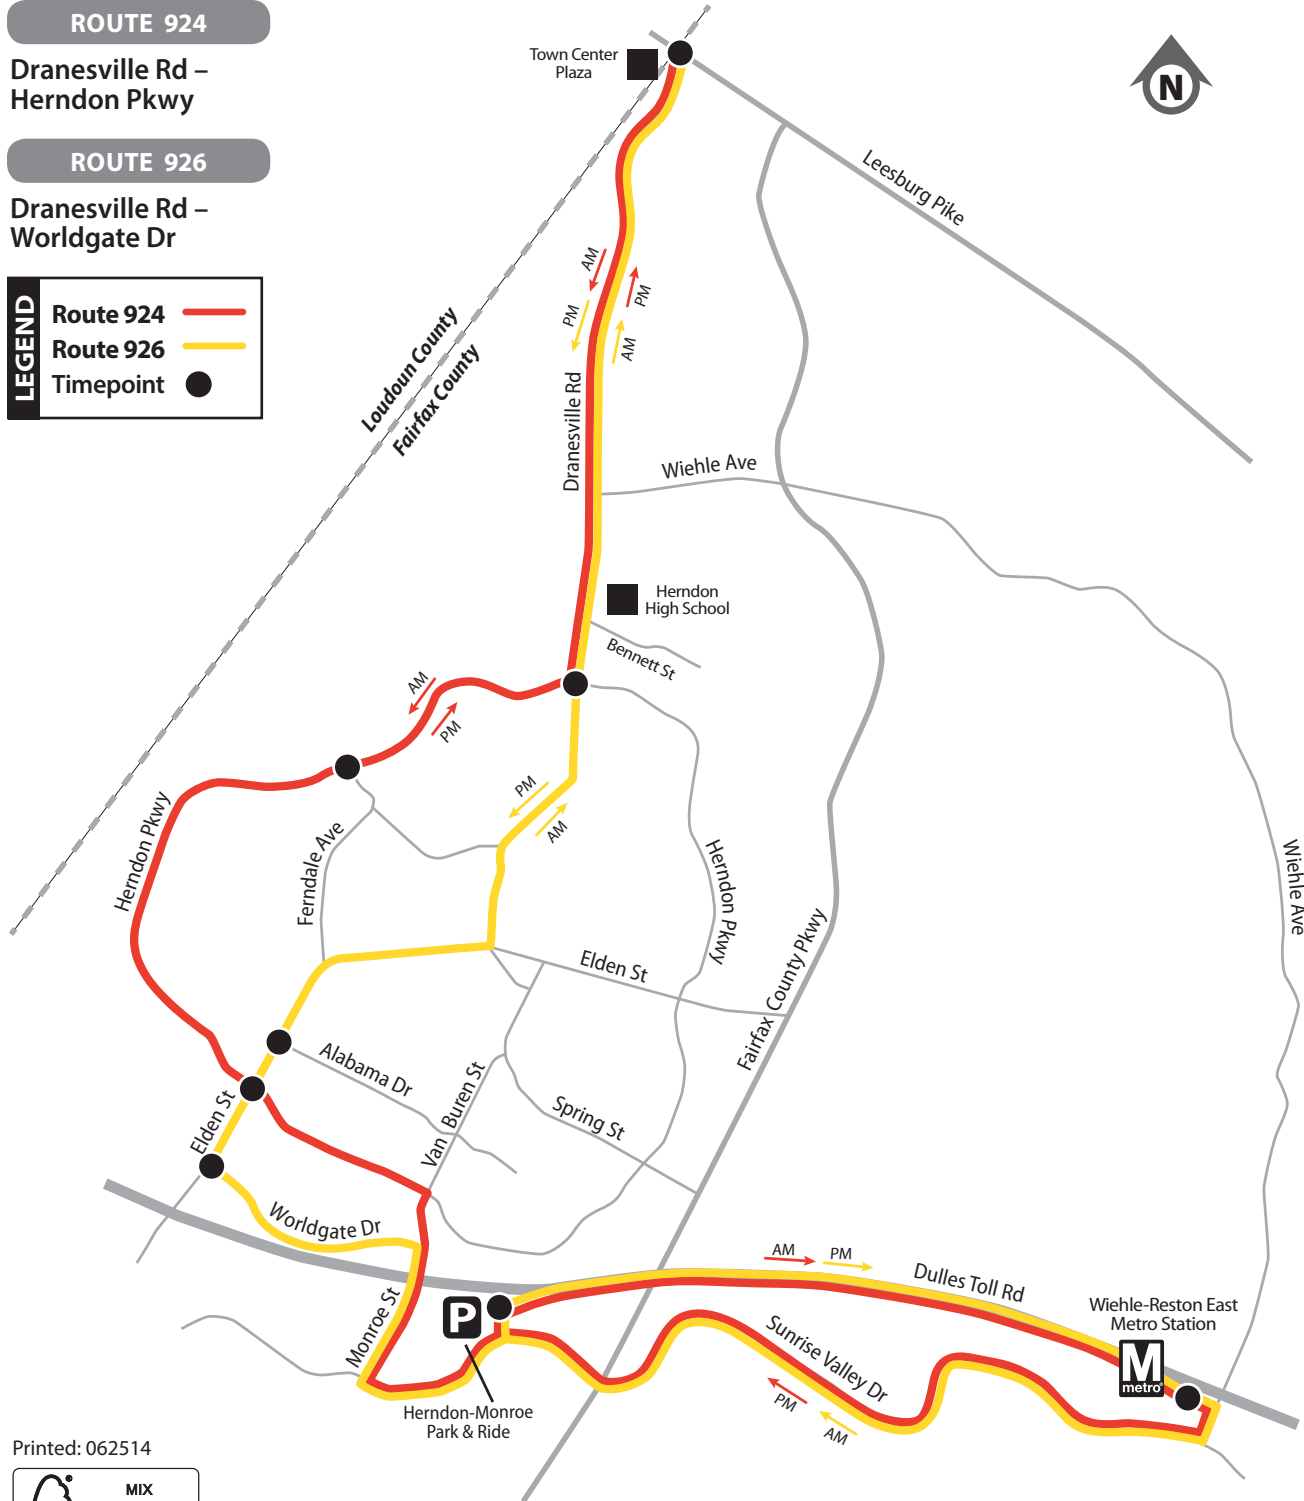 ROUTE 924
Dranesville Rd –
Herndon Pkwy
ROUTE 926
Dranesville Rd –
Worldgate Dr
LEGEND
Route 924
Route 926
Timepoint
Town Center
Plaza
N
Leesburg Pike
Loudoun County
Fairfax County
AM
PM
PM
AM
Dranesville Rd
Wiehle Ave
Herndon
High School
Bennett St
AM
PM
PM
AM
Herndon Pkwy
Ferndale Ave
Herndon Pkwy
Wiehle Ave
Elden St
Fairfax County Pkwy
Alabama Dr
Van Buren St
Spring St
Elden St
Worldgate Dr
Monroe St
AM
PM
Dulles Toll Rd
Wiehle-Reston East
Metro Station
M
metro
P
Sunrise Valley Dr
PM
AM
Herndon-Monroe
Park & Ride
Printed: 062514
MIX